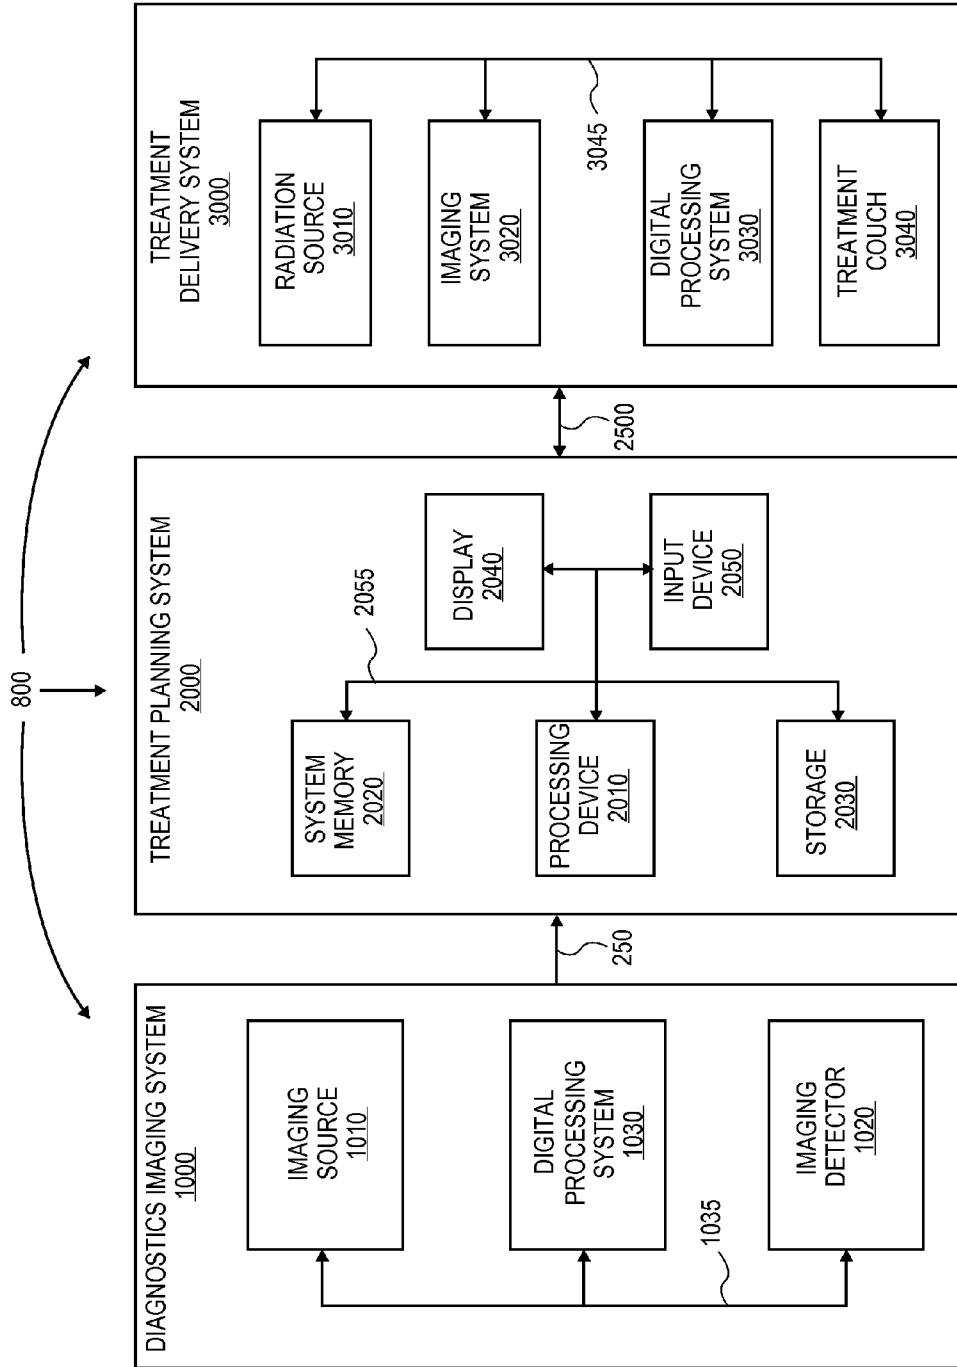 800
DIAGNOSTICS IMAGING SYSTEM
1000
IMAGING
SOURCE
1010
DIGITAL
PROCESSING
SYSTEM
1030
IMAGING
DETECTOR
1020
1035
250
TREATMENT PLANNING SYSTEM
2000
SYSTEM
MEMORY
2020
PROCESSING
DEVICE
2010
STORAGE
2030
2055
DISPLAY
2040
INPUT
DEVICE
2050
2500
TREATMENT
DELIVERY SYSTEM
3000
RADIATION
SOURCE
3010
IMAGING
SYSTEM
3020
DIGITAL
PROCESSING
SYSTEM
3030
TREATMENT
COUCH
3040
3045